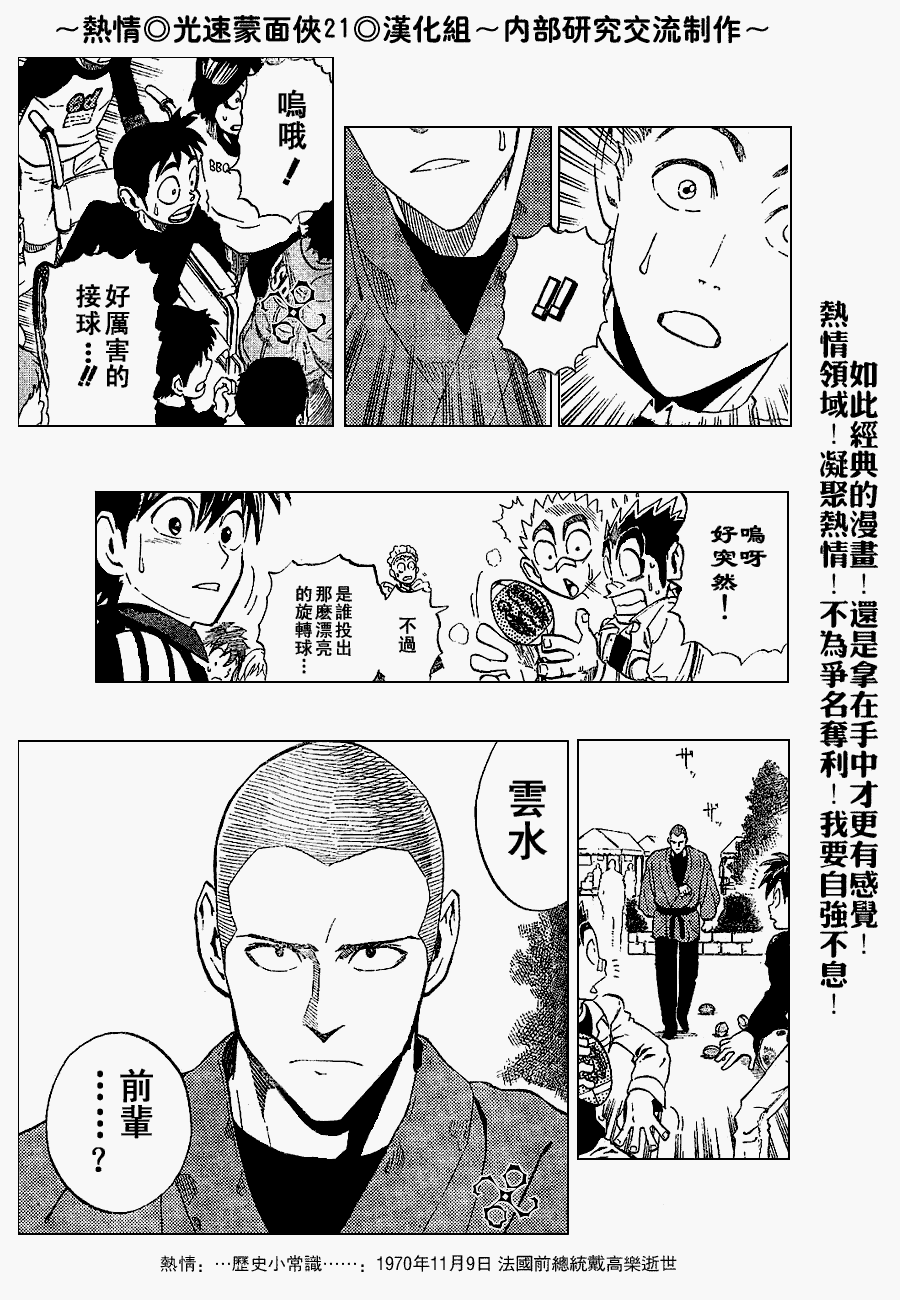 ～熱情◎光速蒙面俠21◎漢化組～内部研究交流制作～
!!
嗚哦！
BBQ
好厲害的
接球…!!
嗚呀
好突然！
不過
是誰投出
那麽漂亮
的旋轉球…
ザッ
ザッ
雲水
前輩
……？
如此經典的漫畫！還是拿在手中才更有感覺！
熱情領域！凝聚熱情！不為爭名奪利！我要自強不息！
熱情：…歷史小常識……：1970年11月9日 法國前總統戴高樂逝世